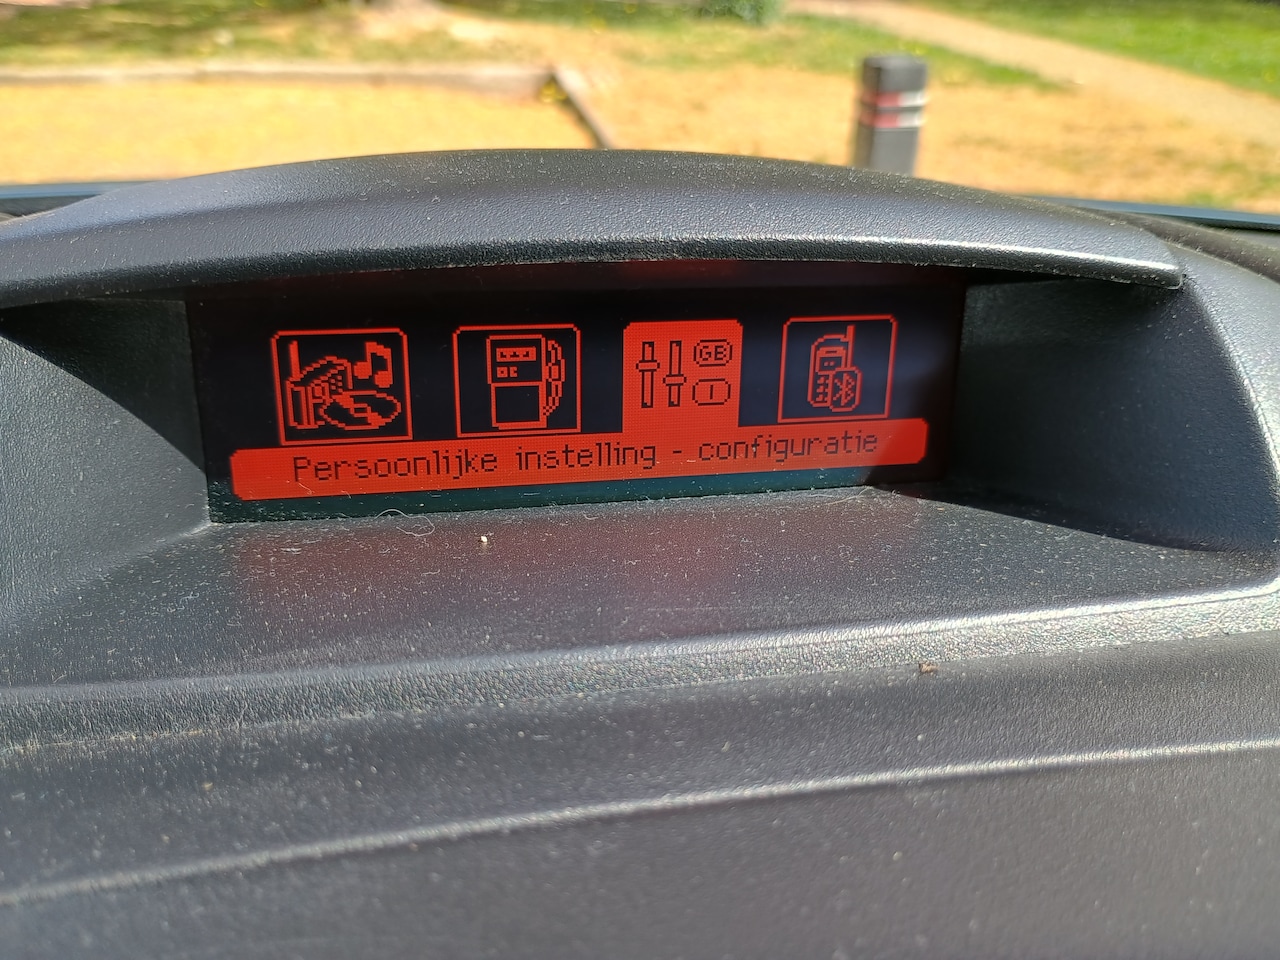 GB
I
Persoonlijke instelling - configuratie